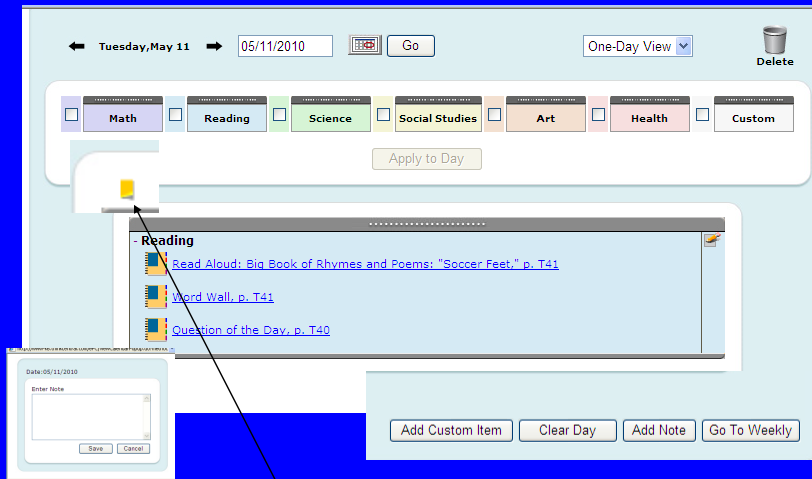 Tuesday,May 11 05/11/2010 Go One-Day View
Delete
Math Reading Science Social Studies Art Health Custom
Apply to Day
- Reading
Read Aloud: Big Book of Rhymes and Poems: "Soccer Feet," p. T41
Word Wall, p. T41
Question of the Day, p. T40
Date:05/11/2010
Enter Note
Save Cancel
Add Custom Item Clear Day Add Note Go To Weekly